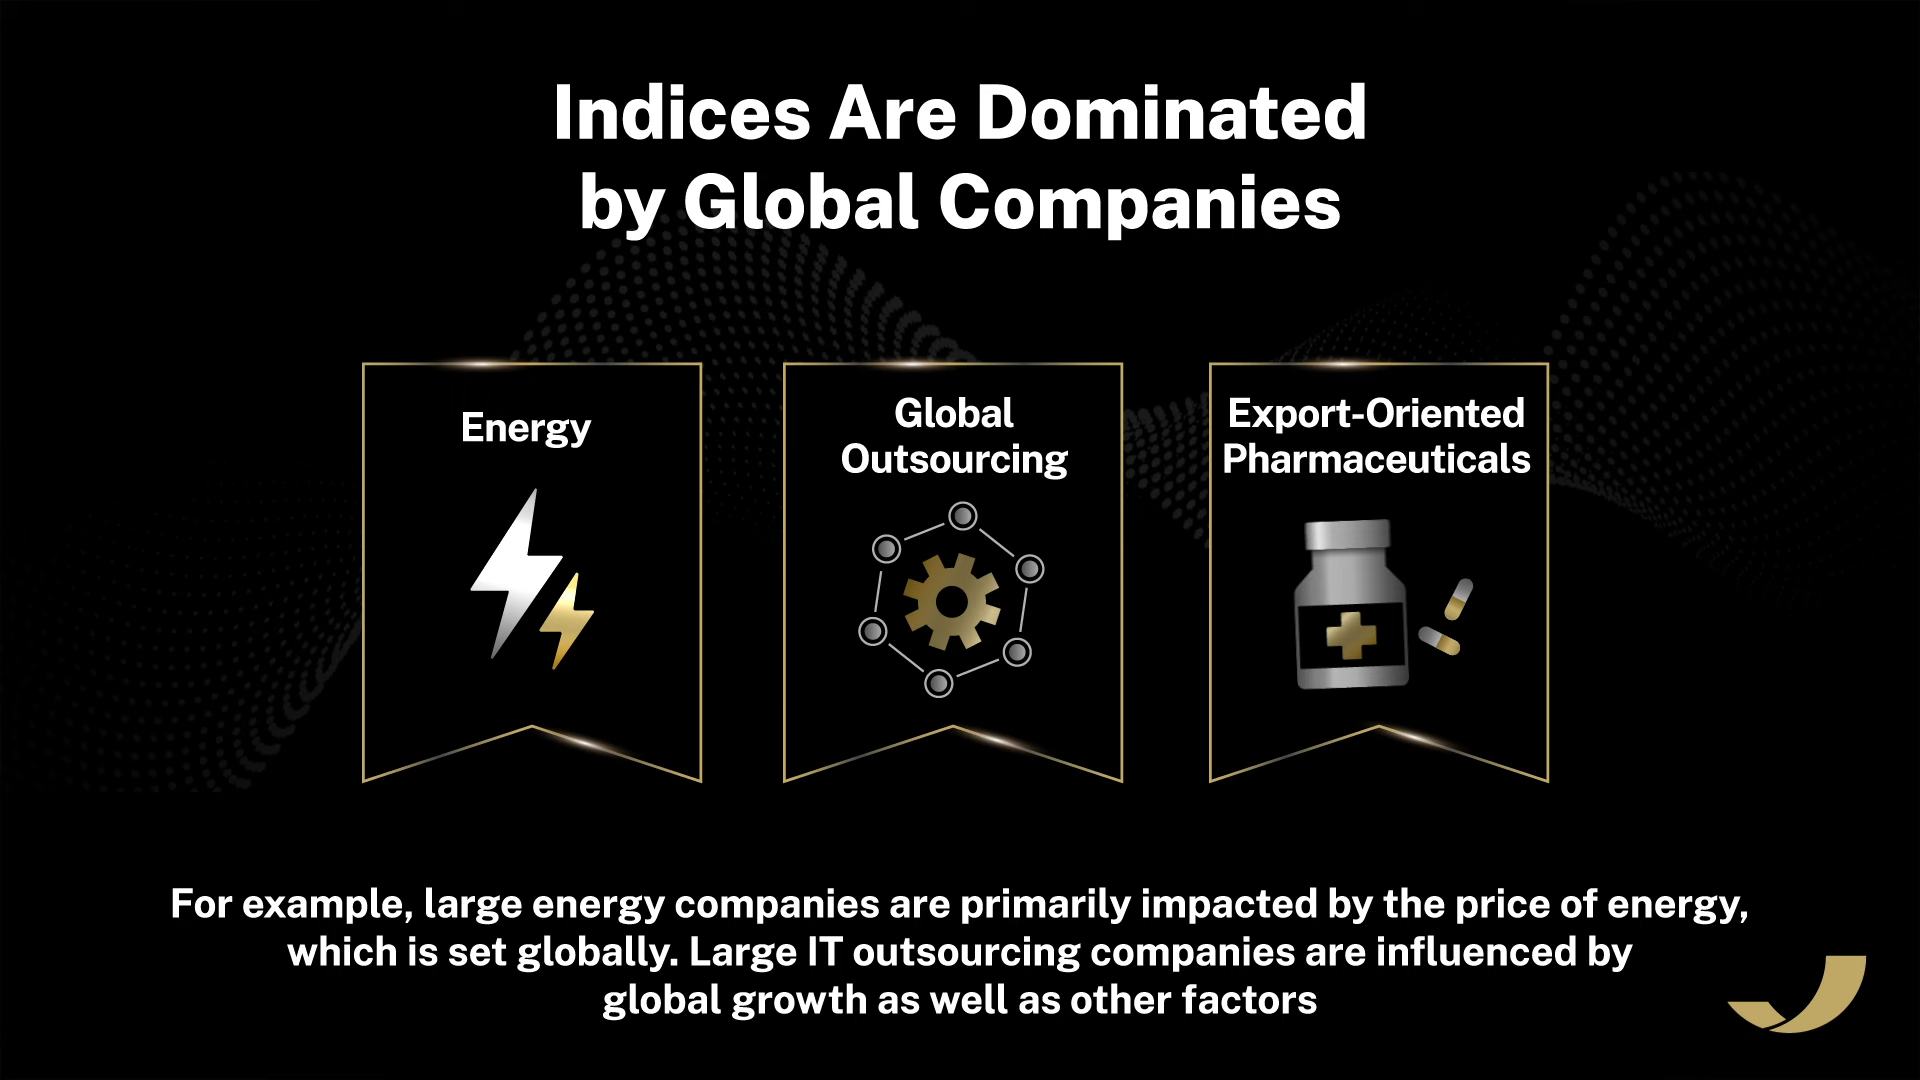 Indices Are Dominated
by Global Companies
Energy
Global
Outsourcing
Export-Oriented
Pharmaceuticals
For example, large energy companies are primarily impacted by the price of energy,
which is set globally. Large IT outsourcing companies are influenced by
global growth as well as other factors